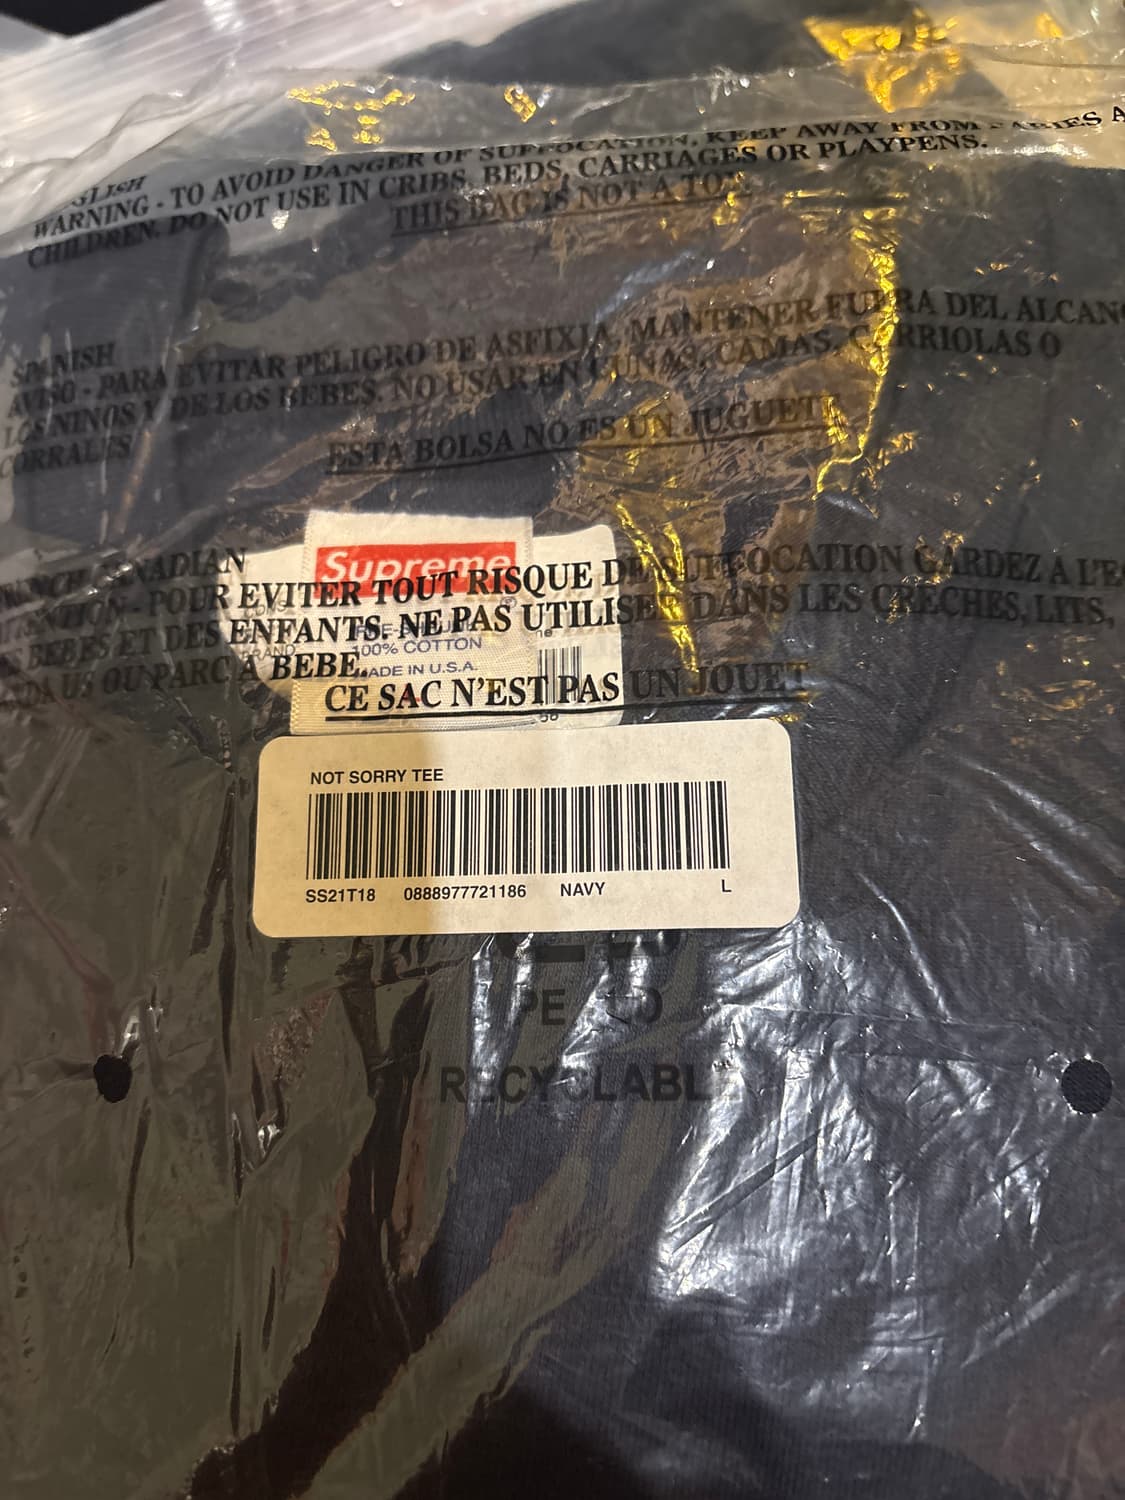 WARNING - TO AVOID DANGER OF SUFFOCATION, KEEP AWAY FROM BABIES A
CHILDREN. DO NOT USE IN CRIBS, BEDS, CARRIAGES OR PLAYPENS.
THIS BAG IS NOT A TOY.
SPANISH
AVISO - PARA EVITAR PELIGRO DE ASFIXIA, MANTENER FUERA DEL ALCANC
LOS NINOS Y DE LOS BEBES. NO USAR EN CUNAS, CAMAS, CARRIOLAS O
CORRALES
ESTA BOLSA NO ES UN JUGUETE
Supreme
CANADIAN
POUR EVITER TOUT RISQUE DE SUFFOCATION GARDEZ A L'E
BEBES ET DES ENFANTS. NE PAS UTILISER DANS LES CRECHES, LITS,
OU PARC A BEBE.
100% COTTON
MADE IN U.S.A.
CE SAC N'EST PAS UN JOUET
NOT SORRY TEE
SS21T18 0888977721186 NAVY L
RECYCLABL